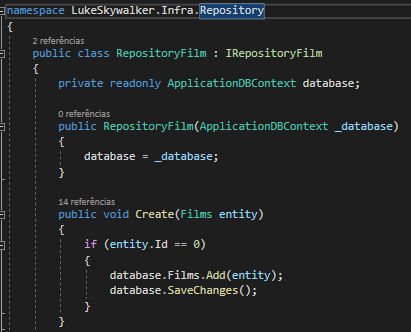 namespace LukeSkywalker.Infra.Repository
{
2 referências
public class RepositoryFilm : IRepositoryFilm
{
private readonly ApplicationDBContext database;
0 referências
public RepositoryFilm(ApplicationDBContext _database)
{
database = _database;
}
14 referências
public void Create(Films entity)
{
if (entity.Id == 0)
{
database.Films.Add(entity);
database.SaveChanges();
}
}